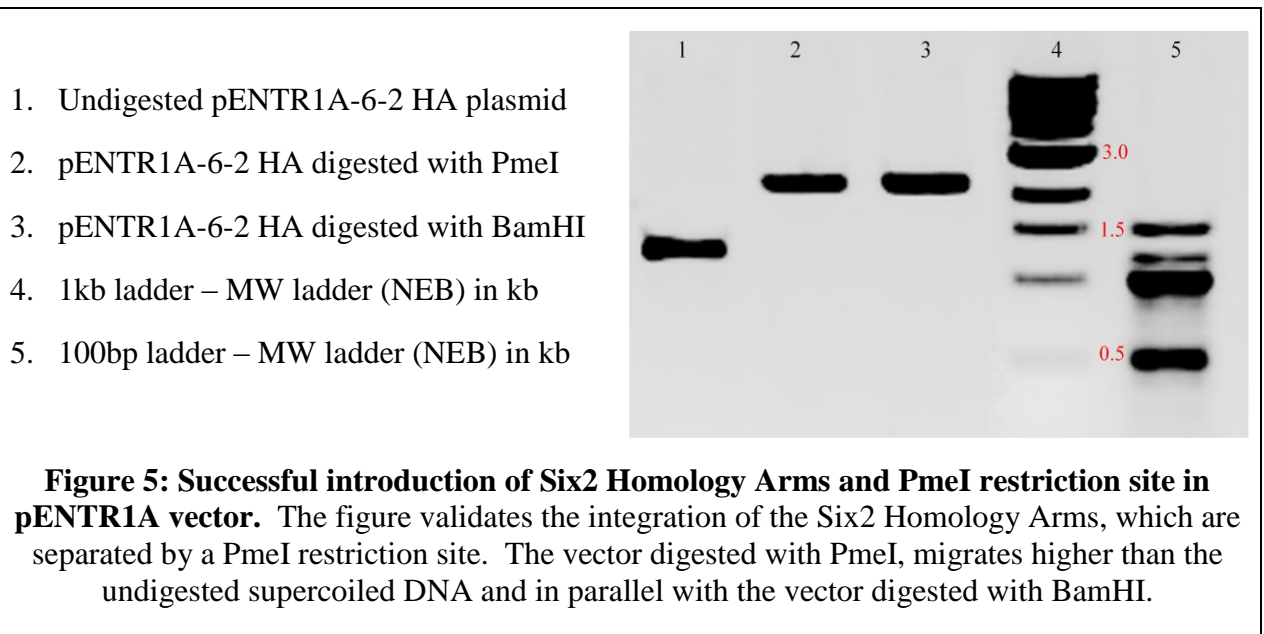 1. Undigested pENTR1A-6-2 HA plasmid
2. pENTR1A-6-2 HA digested with PmeI
3. pENTR1A-6-2 HA digested with BamHI
4. 1kb ladder – MW ladder (NEB) in kb
5. 100bp ladder – MW ladder (NEB) in kb
1 2 3 4 5
3.0
1.5
0.5
Figure 5: Successful introduction of Six2 Homology Arms and PmeI restriction site in
pENTR1A vector. The figure validates the integration of the Six2 Homology Arms, which are
separated by a PmeI restriction site. The vector digested with PmeI, migrates higher than the
undigested supercoiled DNA and in parallel with the vector digested with BamHI.